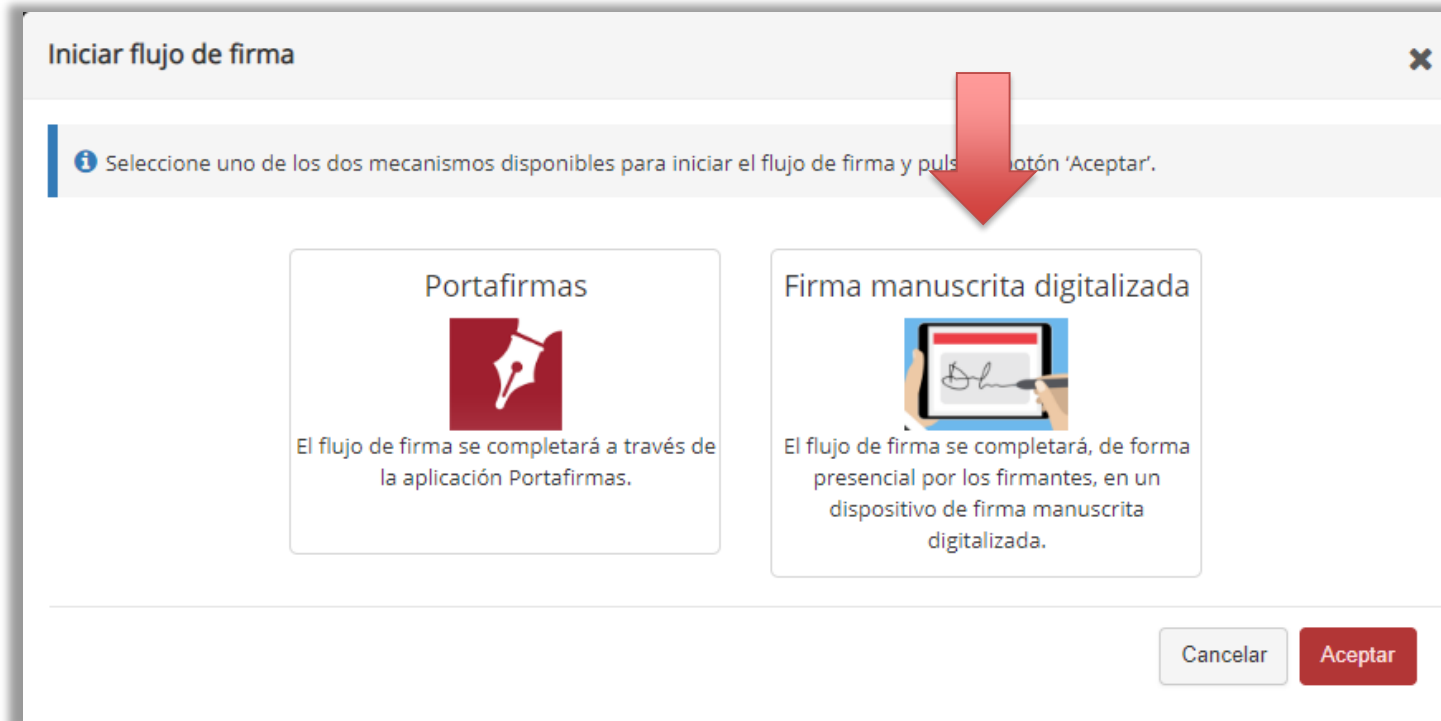 Iniciar flujo de firma
Seleccione uno de los dos mecanismos disponibles para iniciar el flujo de firma y puls botón ‘Aceptar’.
Portafirmas
El flujo de firma se completará a través de
la aplicación Portafirmas.
Firma manuscrita digitalizada
El flujo de firma se completará, de forma
presencial por los firmantes, en un
dispositivo de firma manuscrita
digitalizada.
Cancelar
Aceptar